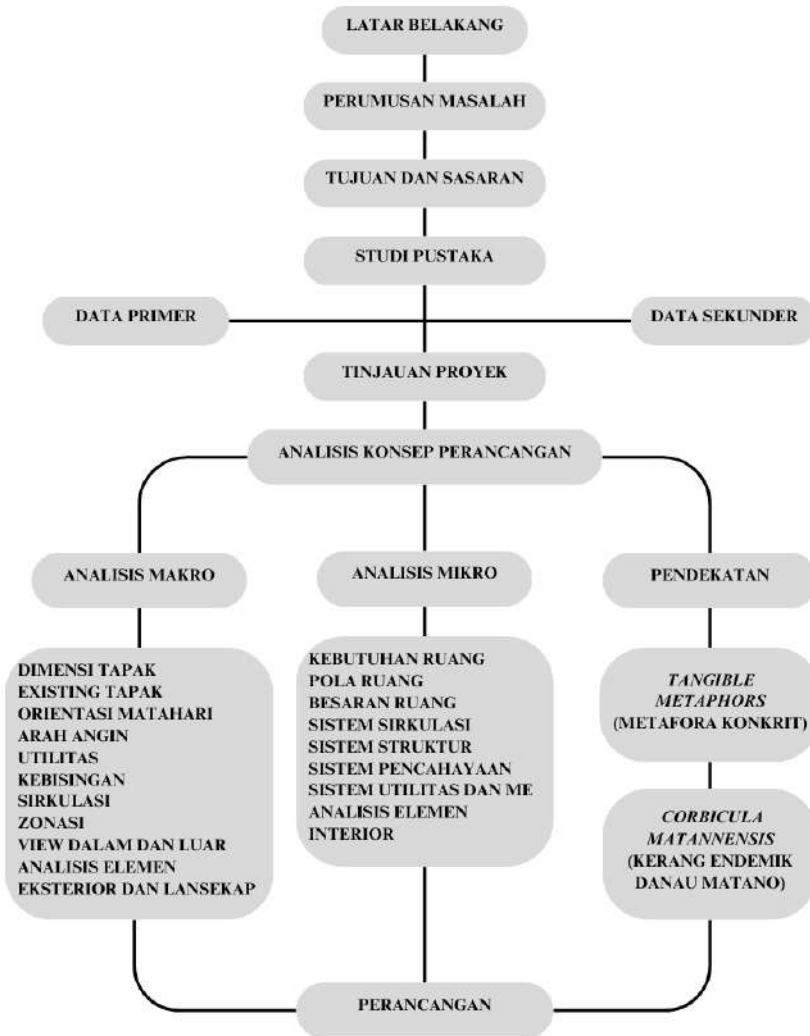 LATAR BELAKANG
PERUMUSAN MASALAH
TUJUAN DAN SASARAN
STUDI PUSTAKA
DATA PRIMER
DATA SEKUNDER
TINJAUAN PROYEK
ANALISIS KONSEP PERANCANGAN
ANALISIS MAKRO
DIMENSI TAPAK
EXISTING TAPAK
ORIENTASI MATAHARI
ARAH ANGIN
UTILITAS
KEBISINGAN
SIRKULASI
ZONASI
VIEW DALAM DAN LUAR
ANALISIS ELEMEN
EKSTERIOR DAN LANSEKAP
ANALISIS MIKRO
KEBUTUHAN RUANG
POLA RUANG
BESARAN RUANG
SISTEM SIRKULASI
SISTEM STRUKTUR
SISTEM PENCAHAYAAN
SISTEM UTILITAS DAN ME
ANALISIS ELEMEN
INTERIOR
PENDEKATAN
TANGIBLE
METAPHORS
(METAFORA KONKRIT)
CORBICULA
MATANNENSIS
(KERANG ENDEMIK
DANAU MATANO)
PERANCANGAN